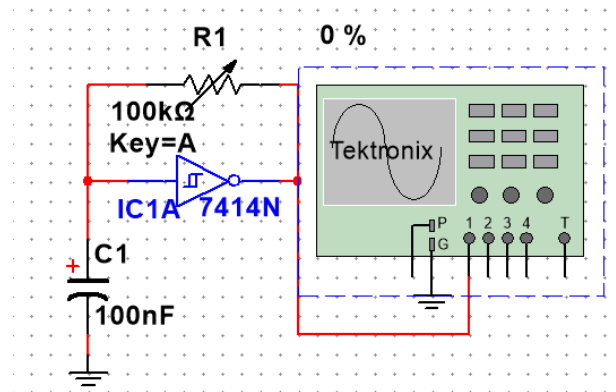 R1 0 %
100kΩ
Key=A
Tektronix
IC1A 7414N
P 1 2 3 4 T
G
C1
+
100nF